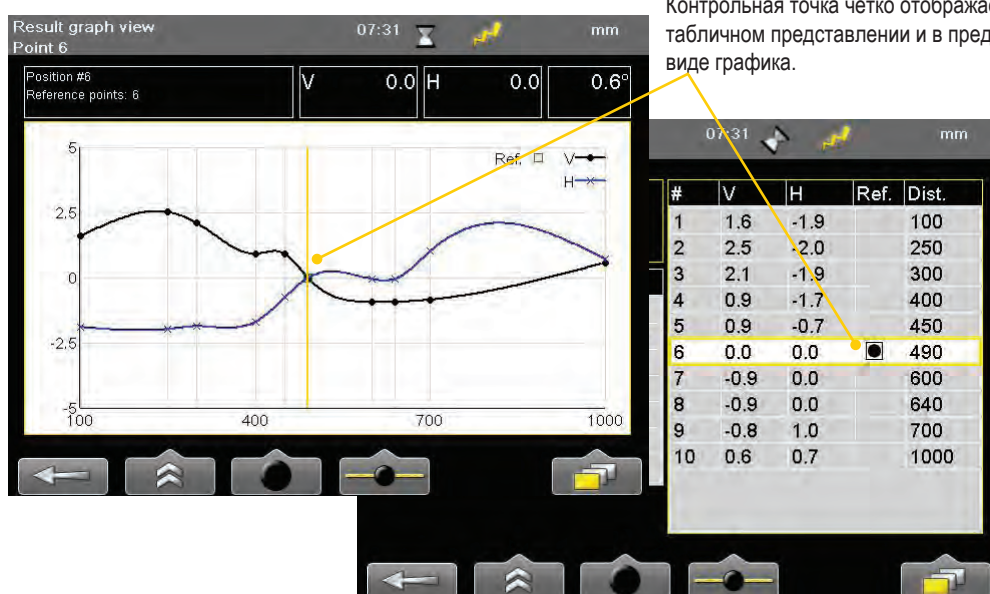 Контрольная точка четко отображае
табличном представлении и в пред
виде графика.
Result graph view 07:31 mm
Point 6
Position #6 V 0.0 H 0.0 0.6°
Reference points: 6
5
2.5
0
-2.5
-5
100 400 700 1000
Ref.
V
H
07:31 mm
# V H Ref. Dist.
1 1.6 -1.9 100
2 2.5 -2.0 250
3 2.1 -1.9 300
4 0.9 -1.7 400
5 0.9 -0.7 450
6 0.0 0.0 490
7 -0.9 0.0 600
8 -0.9 0.0 640
9 -0.8 1.0 700
10 0.6 0.7 1000